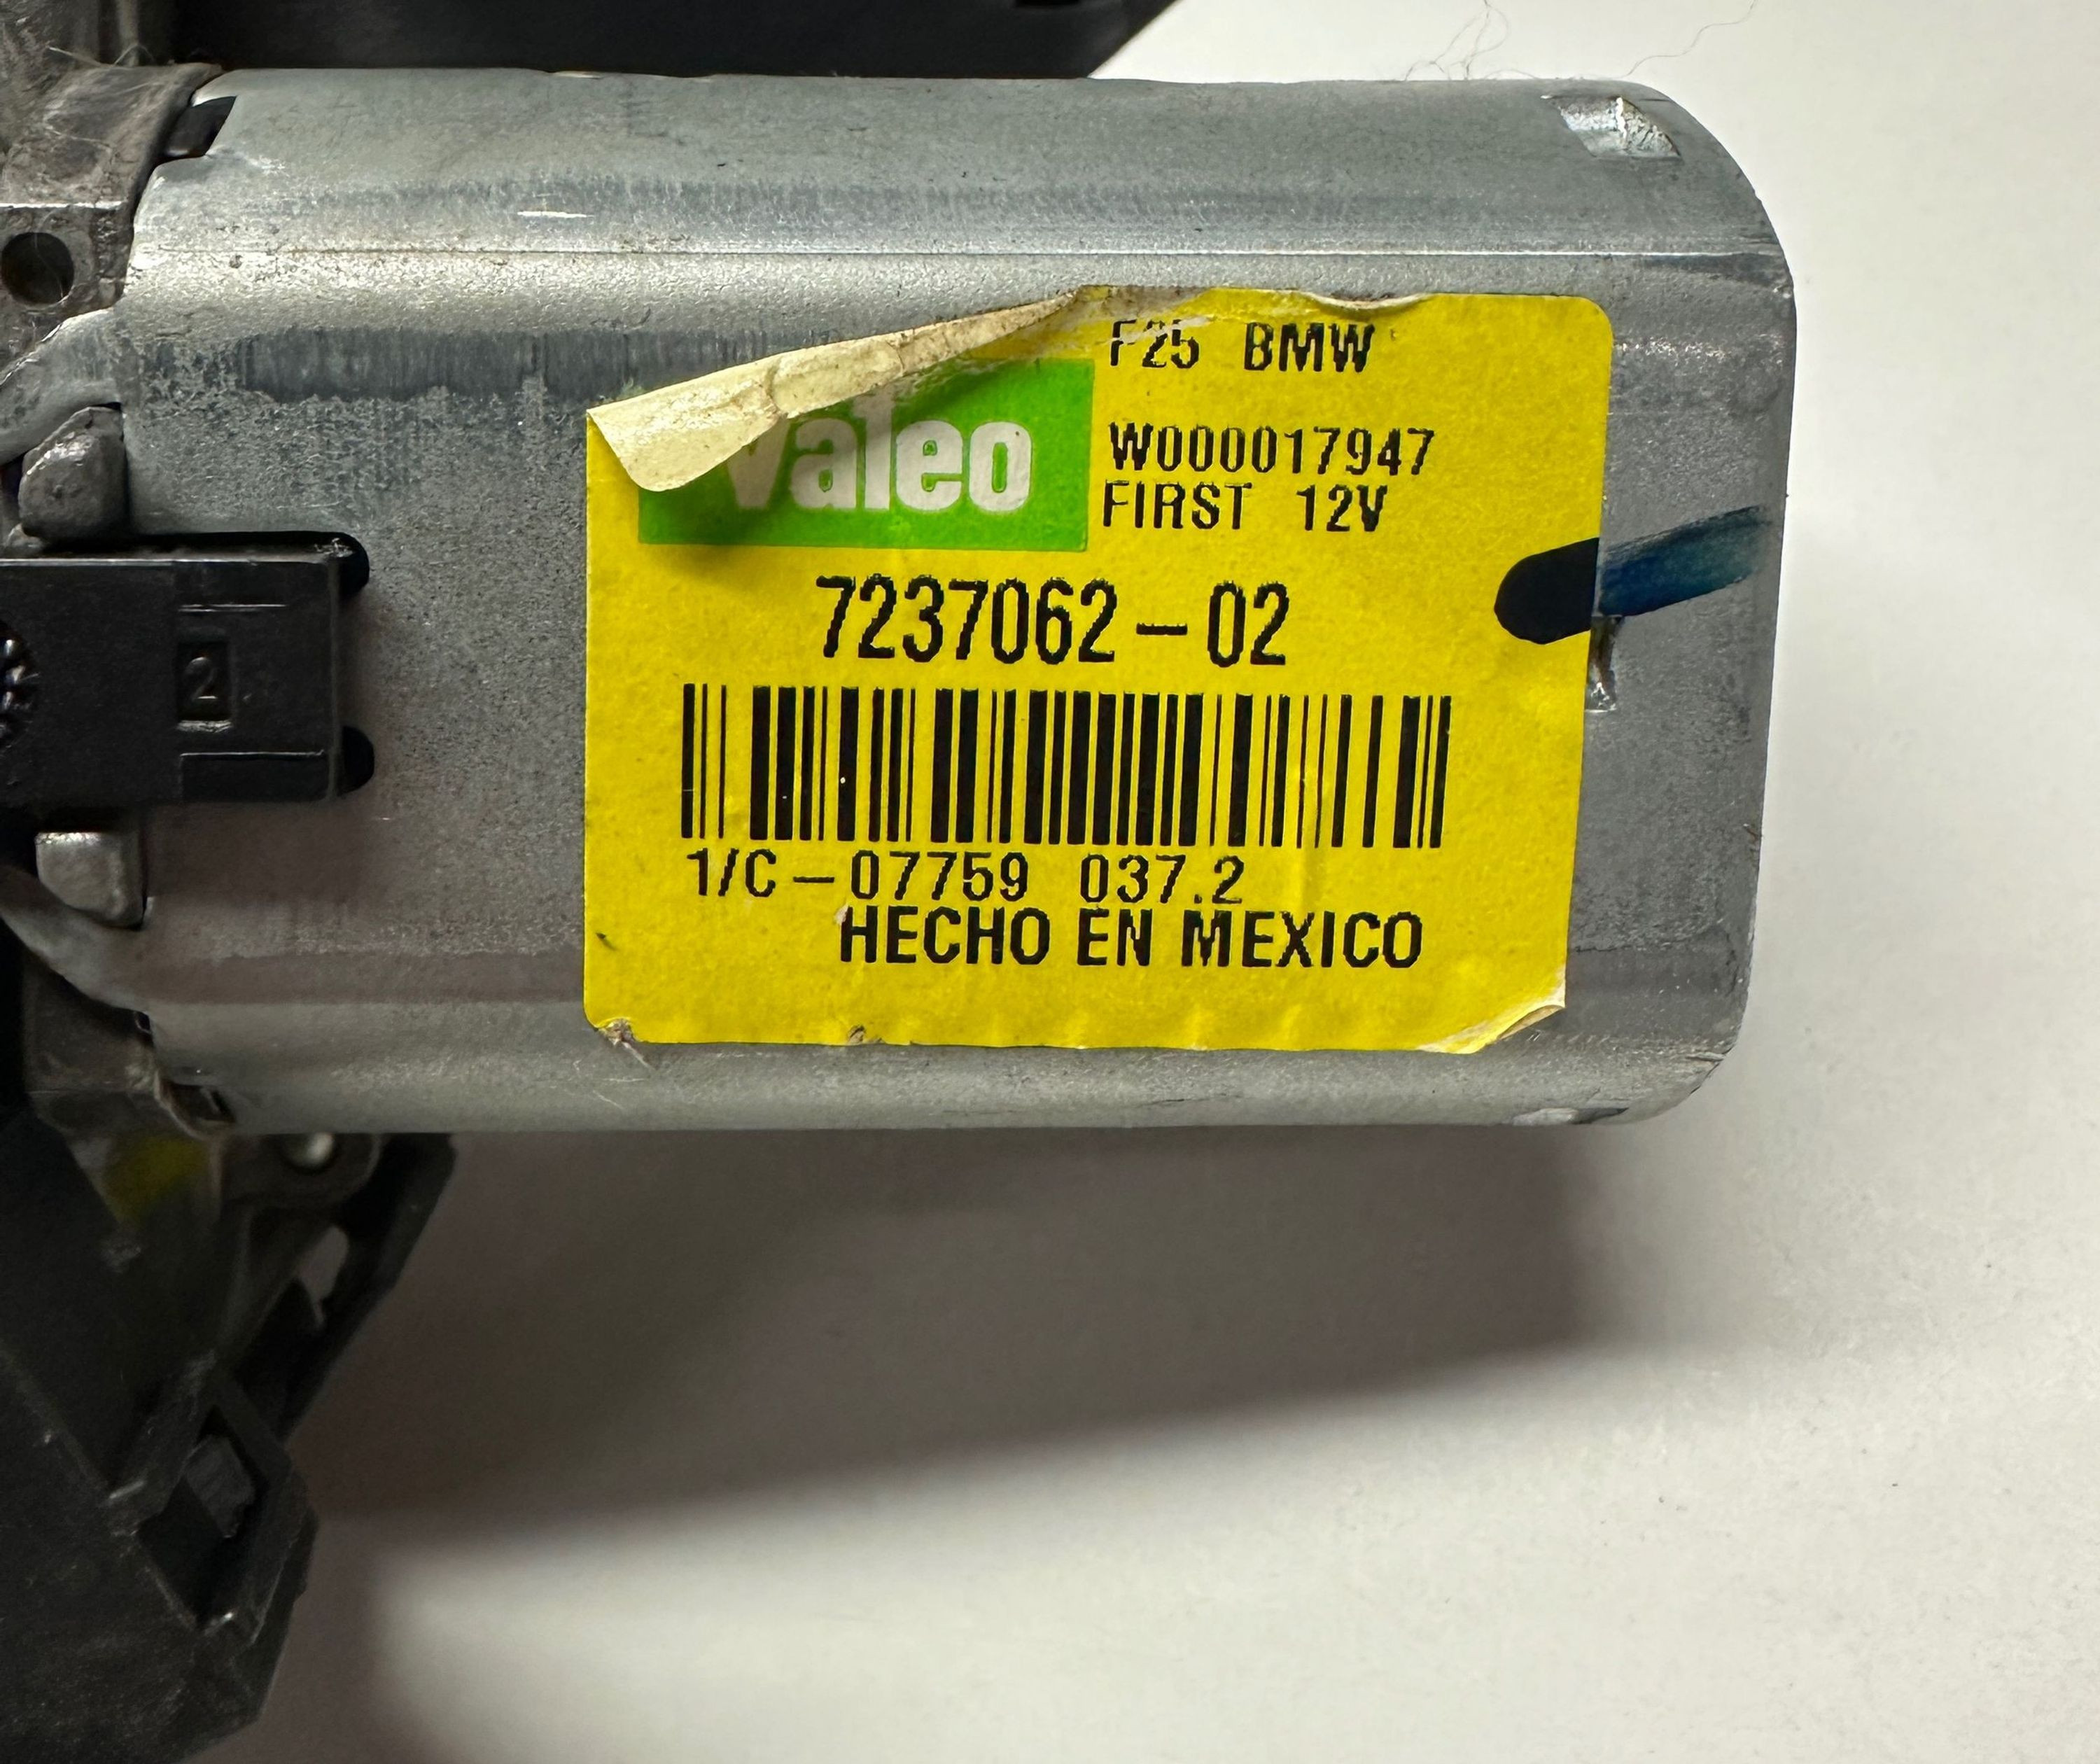 F25 BMW
Valeo
W000017947
FIRST 12V
7237062-02
2
1/C-07759 037.2
HECHO EN MEXICO